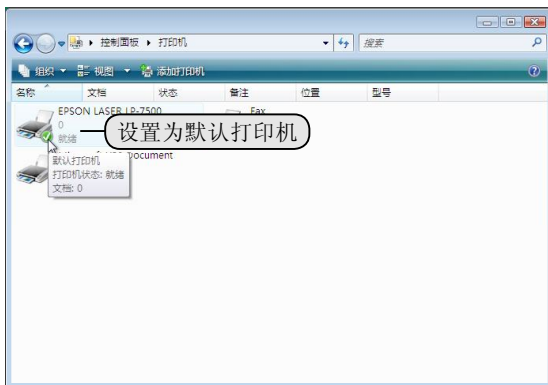 控制面板 ▸ 打印机
搜索
组织 视图 添加打印机
名称 文档 状态 备注 位置 型号
EPSON LASER LP-7500
0
就绪
Fax
设置为默认打印机
Document
默认打印机
打印机状态: 就绪
文档: 0